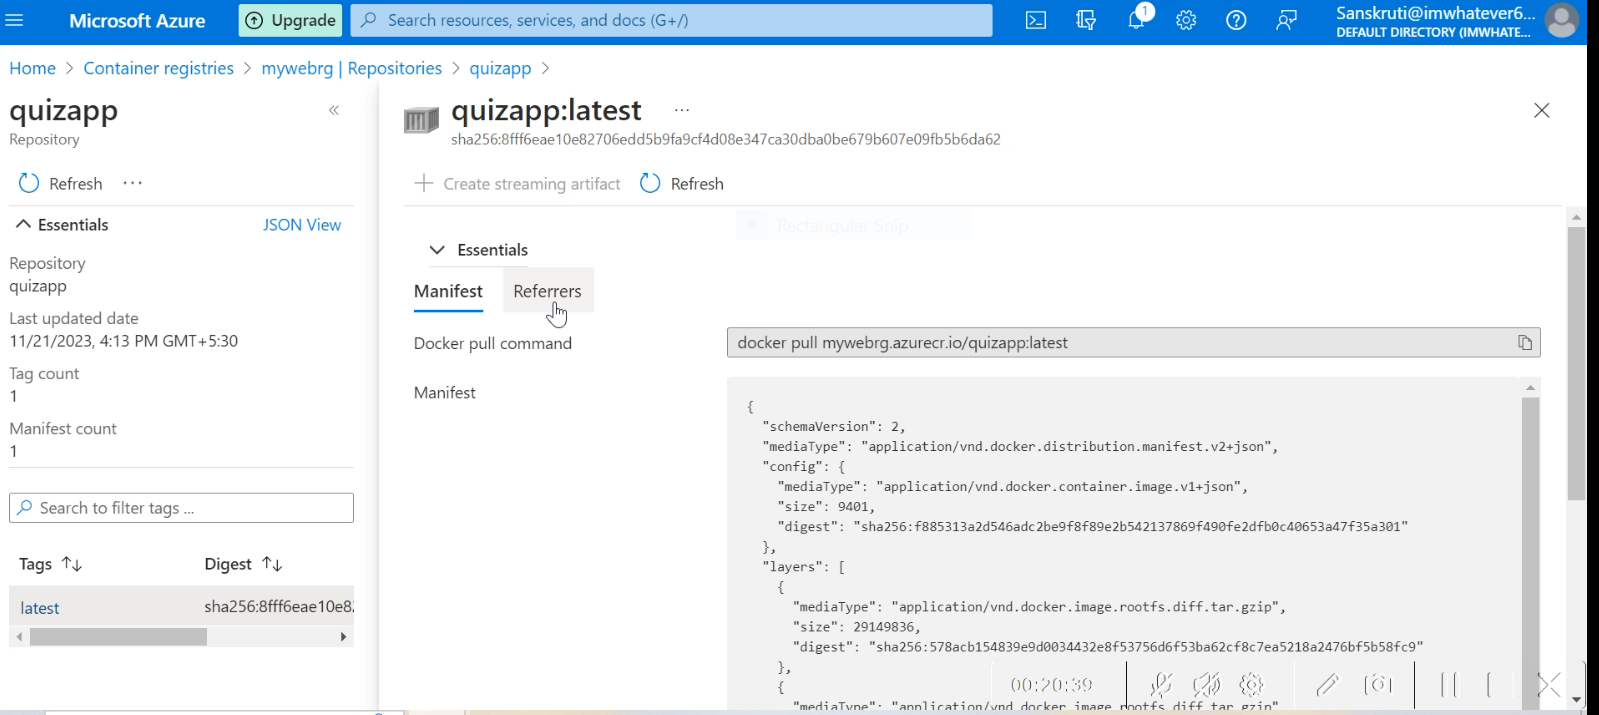 Microsoft Azure
Upgrade
Search resources, services, and docs (G+/)
1
Sanskruti@imwhatever6...
DEFAULT DIRECTORY (IMWHATE...
Home > Container registries > mywebrg | Repositories > quizapp >
quizapp
Repository
Refresh ...
Essentials
JSON View
Repository
quizapp
Last updated date
11/21/2023, 4:13 PM GMT+5:30
Tag count
1
Manifest count
1
Search to filter tags ...
Tags ↑↓ Digest ↑↓
latest sha256:8fff6eae10e8
quizapp:latest ...
sha256:8fff6eae10e82706edd5b9fa9cf4d08e347ca30dba0be679b607e09fb5b6da62
Create streaming artifact Refresh
Rectangular Snip
Essentials
Manifest Referrers
Docker pull command docker pull mywebrg.azurecr.io/quizapp:latest
Manifest
{
"schemaVersion": 2,
"mediaType": "application/vnd.docker.distribution.manifest.v2+json",
"config": {
"mediaType": "application/vnd.docker.container.image.v1+json",
"size": 9401,
"digest": "sha256:f885313a2d546adc2be9f8f89e2b542137869f490fe2dfb0c40653a47f35a301"
},
"layers": [
{
"mediaType": "application/vnd.docker.image.rootfs.diff.tar.gzip",
"size": 29149836,
"digest": "sha256:578acb154839e9d0034432e8f53756d6f53ba62cf8c7ea5218a2476bf5b58fc9"
},
{
"mediaType": "application/vnd.docker.image.rootfs.diff.tar.gzip"
00:20:39